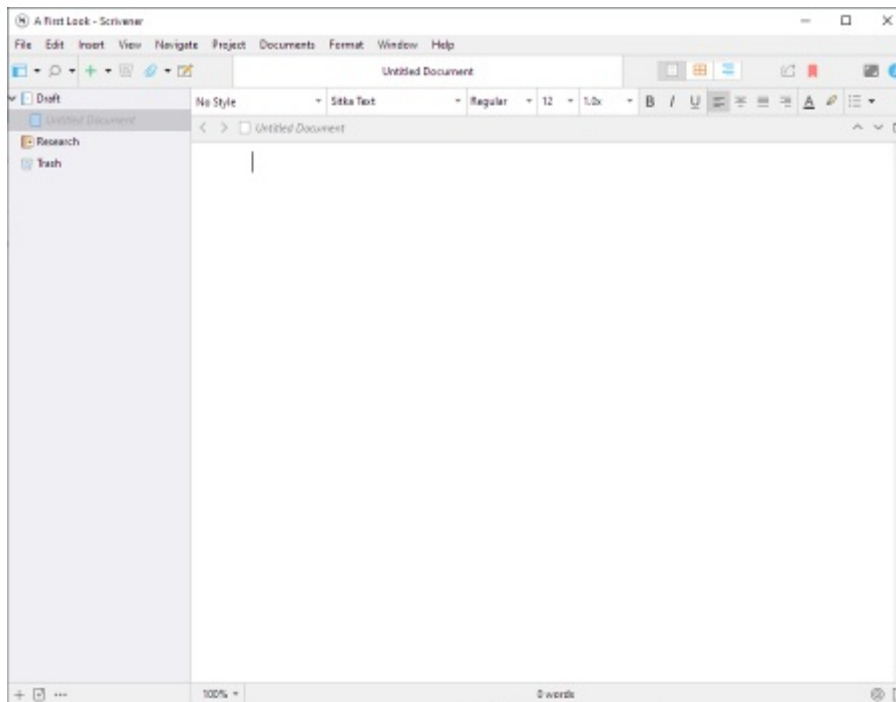 A First Look - Scrivener
File Edit Insert View Navigate Project Documents Format Window Help
Untitled Document
Draft
No Style Sitka Text Regular 12 1.0x B I U A
Untitled Document
Untitled Document
Research
Trash
100% 0 words